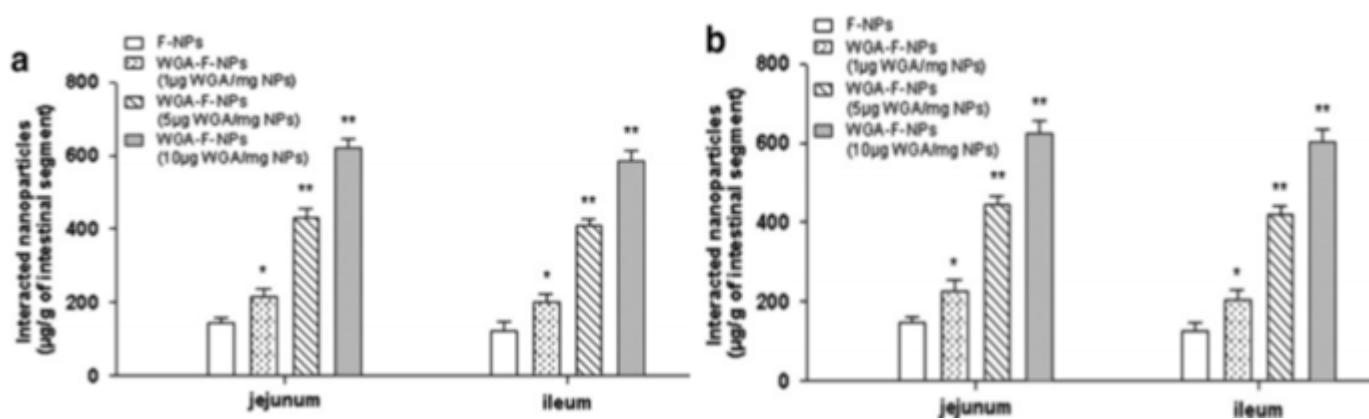 a
Interacted nanoparticles
(µg/g of intestinal segment)
800
600
400
200
0
F-NPs
WGA-F-NPs
(1µg WGA/mg NPs)
WGA-F-NPs
(5µg WGA/mg NPs)
WGA-F-NPs
(10µg WGA/mg NPs)
*
**
**
*
**
**
jejunum
ileum
b
Interacted nanoparticles
(µg/g of intestinal segment)
800
600
400
200
0
F-NPs
WGA-F-NPs
(1µg WGA/mg NPs)
WGA-F-NPs
(5µg WGA/mg NPs)
WGA-F-NPs
(10µg WGA/mg NPs)
*
**
**
*
**
**
jejunum
ileum